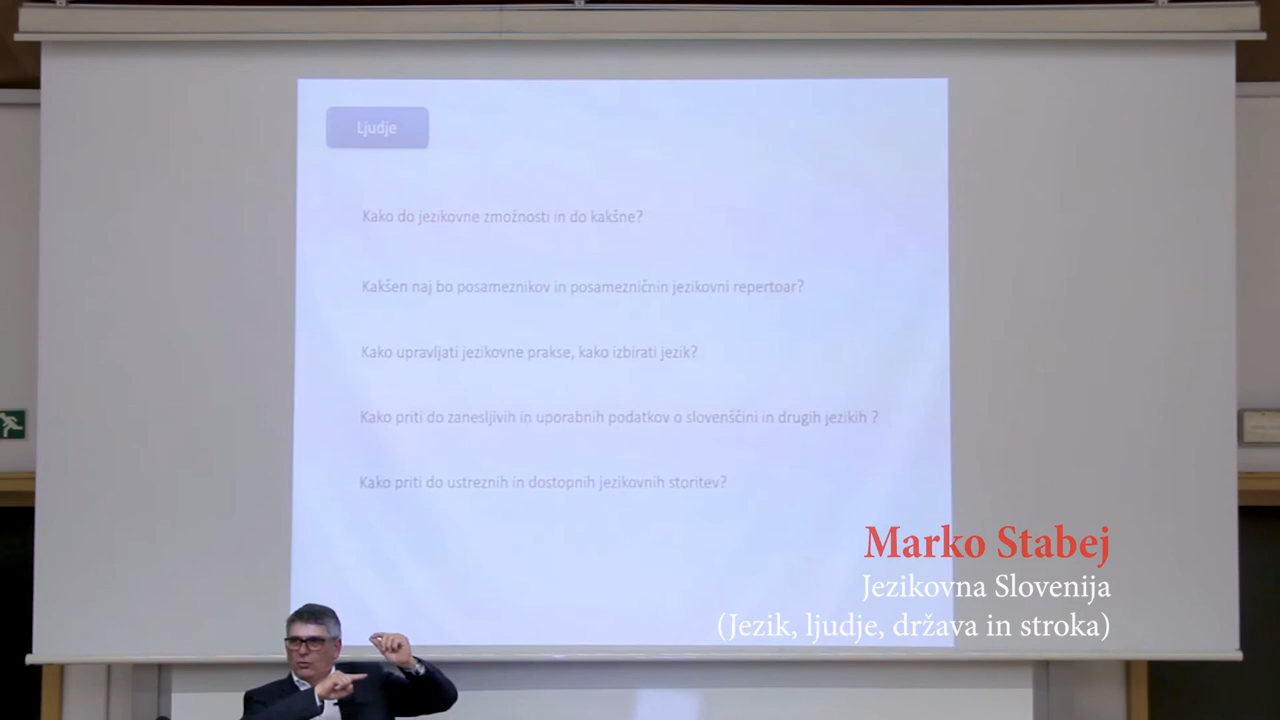 Ljudje
Kako do jezikovne zmožnosti in do kakšne?
Kakšen naj bo posameznikov in posamezničnin jezikovni repertoar?
Kako upravljati jezikovne prakse, kako izbirati jezik?
Kako priti do zanesljivih in uporabnih podatkov o slovenščini in drugih jezikih ?
Kako priti do ustreznih in dostopnih jezikovnih storitev?
Marko Stabej
Jezikovna Slovenija
(Jezik, ljudje, država in stroka)